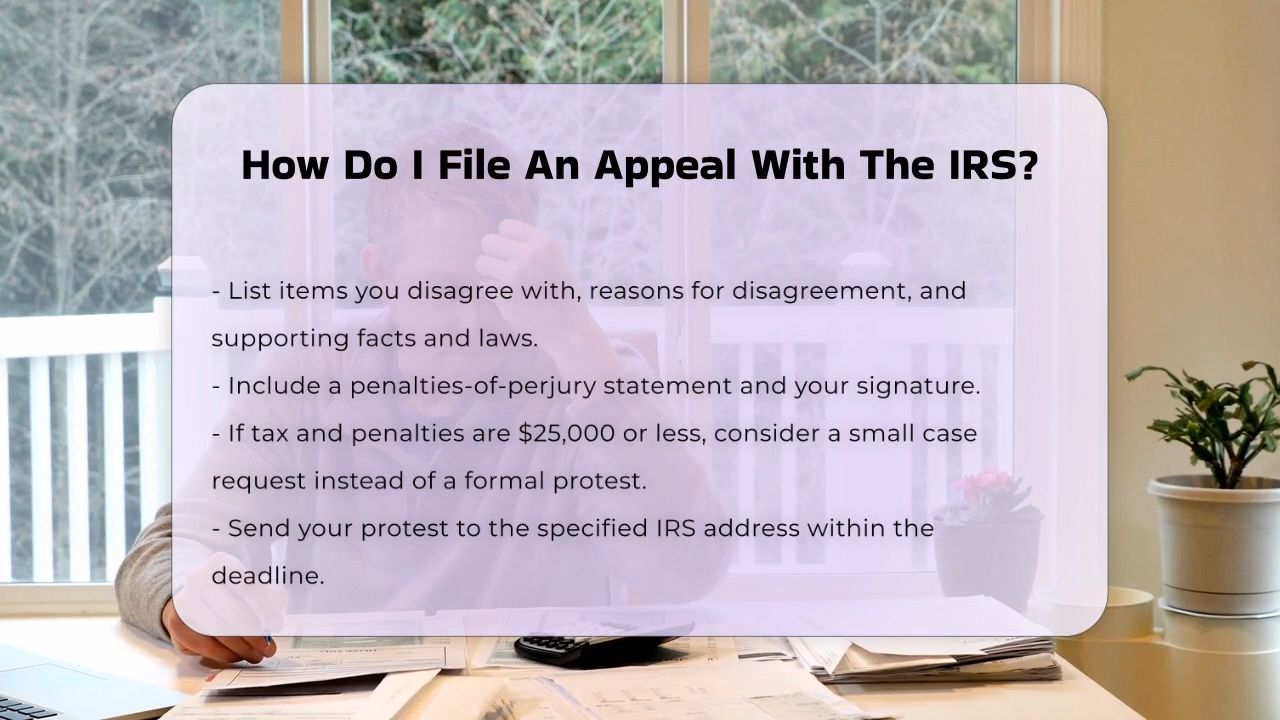 How Do I File An Appeal With The IRS?
- List items you disagree with, reasons for disagreement, and
supporting facts and laws.
- Include a penalties-of-perjury statement and your signature.
- If tax and penalties are $25,000 or less, consider a small case
request instead of a formal protest.
- Send your protest to the specified IRS address within the
deadline.